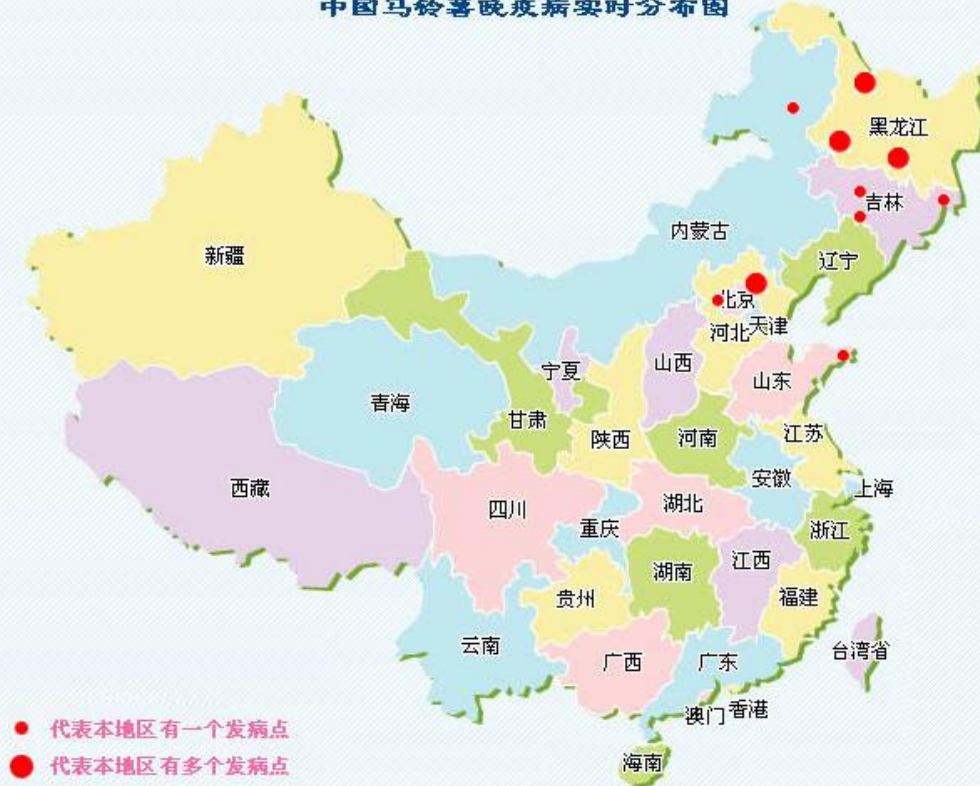 中国马铃薯晚疫病实时分布图
黑龙江
吉林
内蒙古
辽宁
新疆
北京
河北
天津
山西
宁夏
山东
青海
甘肃
陕西
河南
江苏
安徽
西藏
上海
四川
湖北
重庆
浙江
江西
湖南
贵州
福建
云南
广西
广东
台湾省
澳门
香港
代表本地区有一个发病点
代表本地区有多个发病点
海南